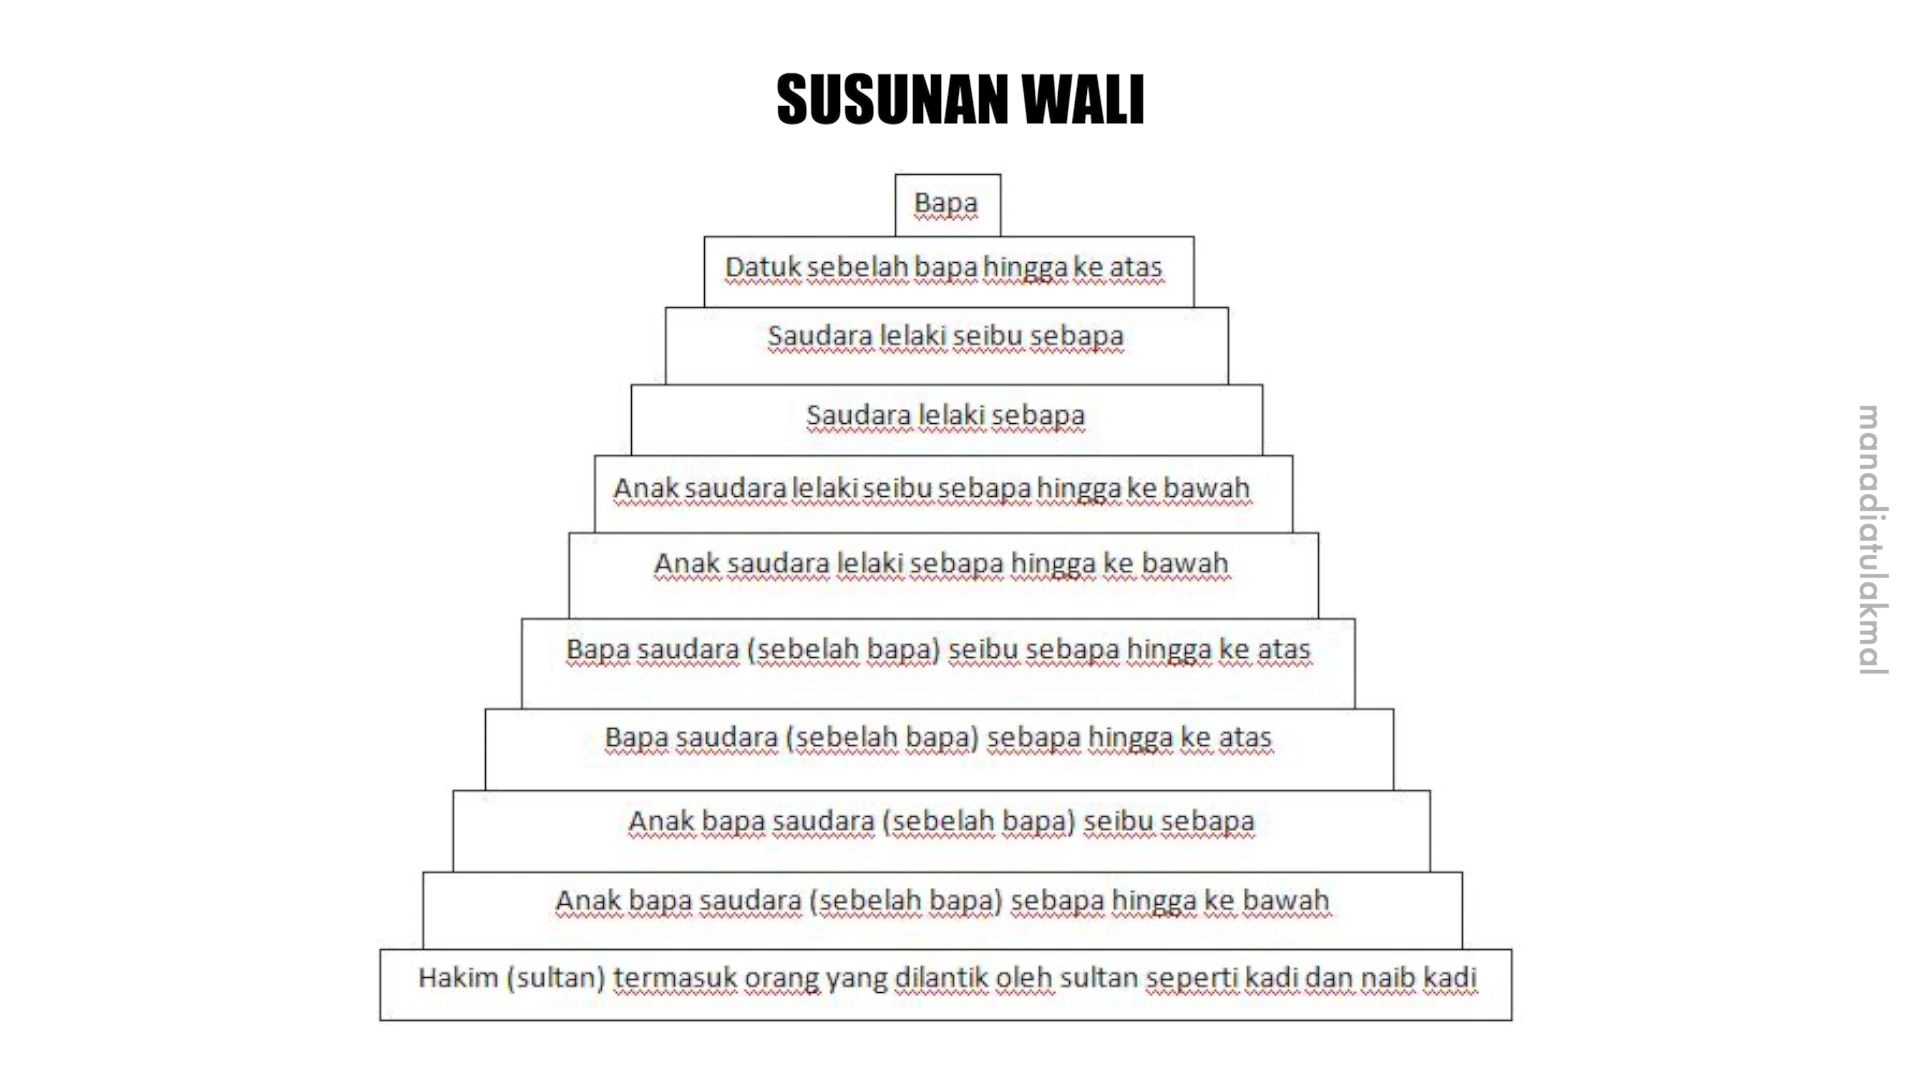 SUSUNAN WALI
Bapa
Datuk sebelah bapa hingga ke atas
Saudara lelaki seibu sebapa
Saudara lelaki sebapa
Anak saudara lelaki seibu sebapa hingga ke bawah
Anak saudara lelaki sebapa hingga ke bawah
Bapa saudara (sebelah bapa) seibu sebapa hingga ke atas
Bapa saudara (sebelah bapa) sebapa hingga ke atas
Anak bapa saudara (sebelah bapa) seibu sebapa
Anak bapa saudara (sebelah bapa) sebapa hingga ke bawah
Hakim (sultan) termasuk orang yang dilantik oleh sultan seperti kadi dan naib kadi
manadiatulakmal